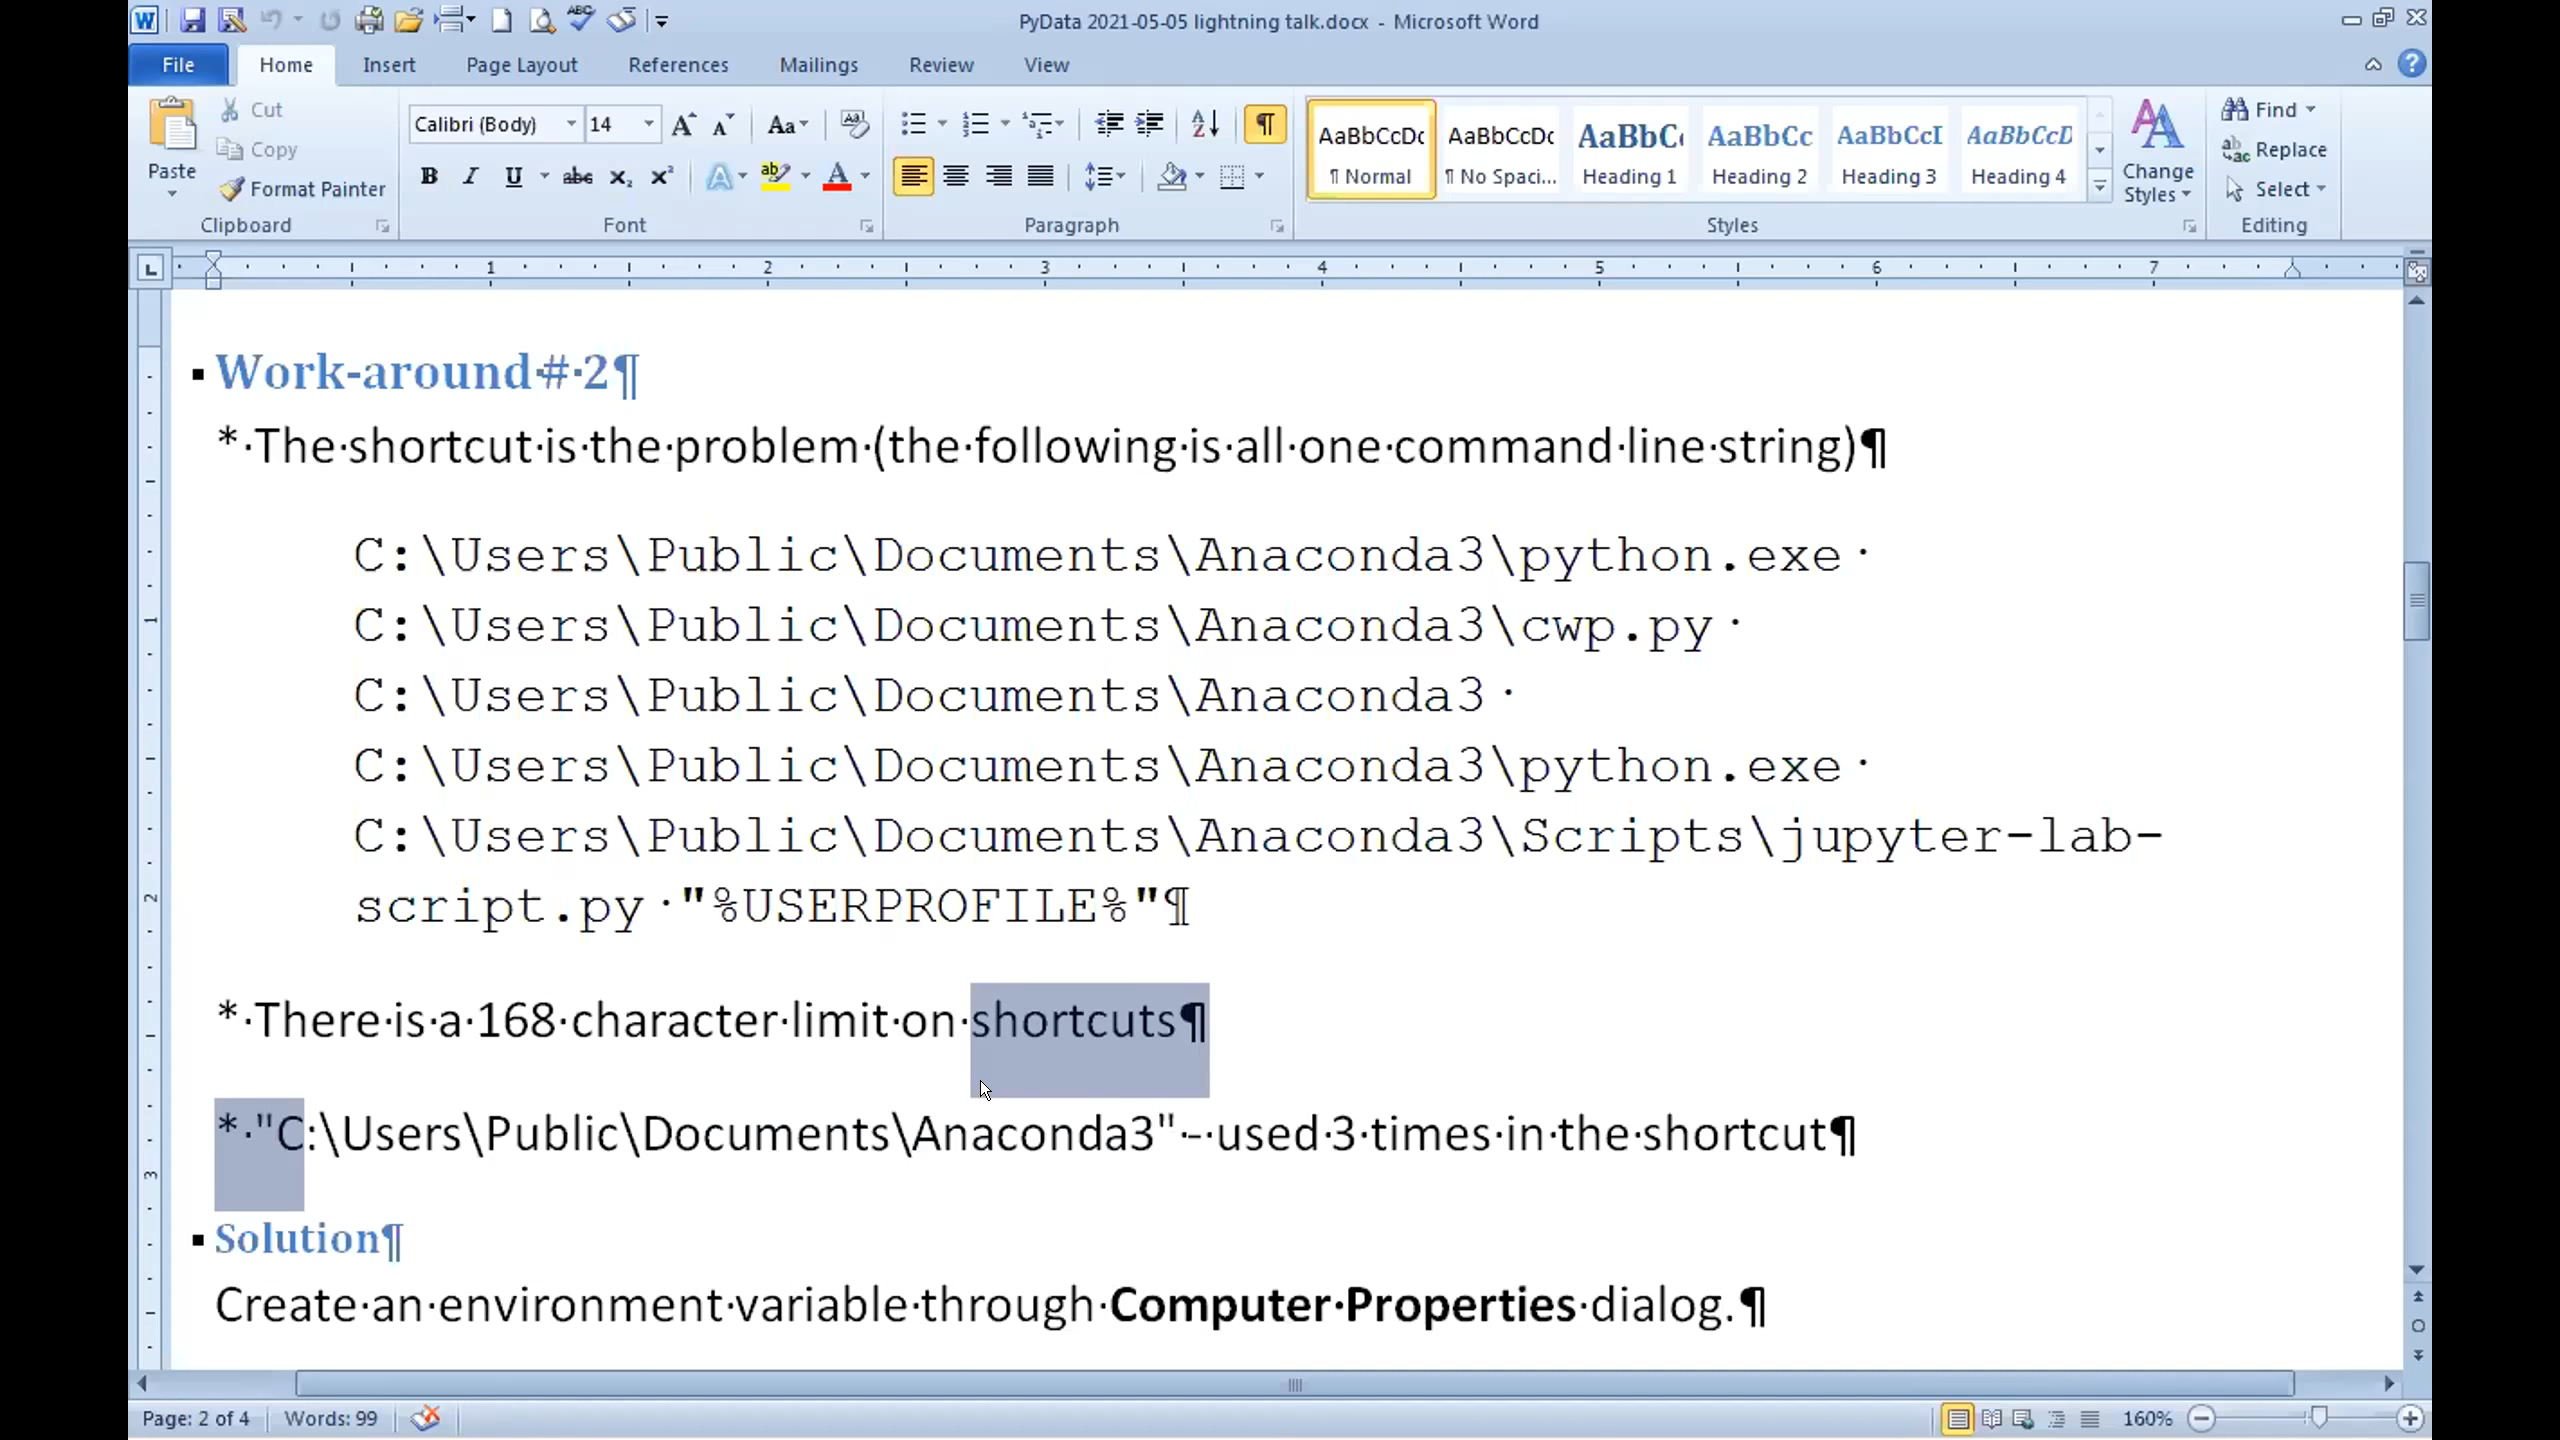 PyData 2021-05-05 lightning talk.docx - Microsoft Word
File Home Insert Page Layout References Mailings Review View
Paste
Cut
Copy
Format Painter
Clipboard
Calibri (Body) 14
Font
Paragraph
AaBbCcDc AaBbCcDc AaBbC AaBbCc AaBbCcI AaBbCcD
¶ Normal ¶ No Spaci... Heading 1 Heading 2 Heading 3 Heading 4
Change Styles
Styles
Find
Replace
Select
Editing
1 2 3 4 5 6 7
Work-around·#·2¶
*·The·shortcut·is·the·problem·(the·following·is·all·one·command·line·string)¶
C:\Users\Public\Documents\Anaconda3\python.exe·
C:\Users\Public\Documents\Anaconda3\cwp.py·
C:\Users\Public\Documents\Anaconda3·
C:\Users\Public\Documents\Anaconda3\python.exe·
C:\Users\Public\Documents\Anaconda3\Scripts\jupyter-lab-
script.py·"%USERPROFILE%"¶
*·There·is·a·168·character·limit·on·shortcuts¶
*·"C:\Users\Public\Documents\Anaconda3"·-·used·3·times·in·the·shortcut¶
Solution¶
Create·an·environment·variable·through·Computer·Properties·dialog.¶
Page: 2 of 4 Words: 99 160%